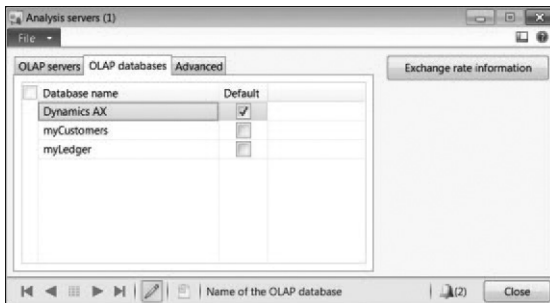 Analysis servers (1)
File
OLAP servers OLAP databases Advanced
Exchange rate information
Database name Default
Dynamics AX
myCustomers
myLedger
Name of the OLAP database
(2)
Close